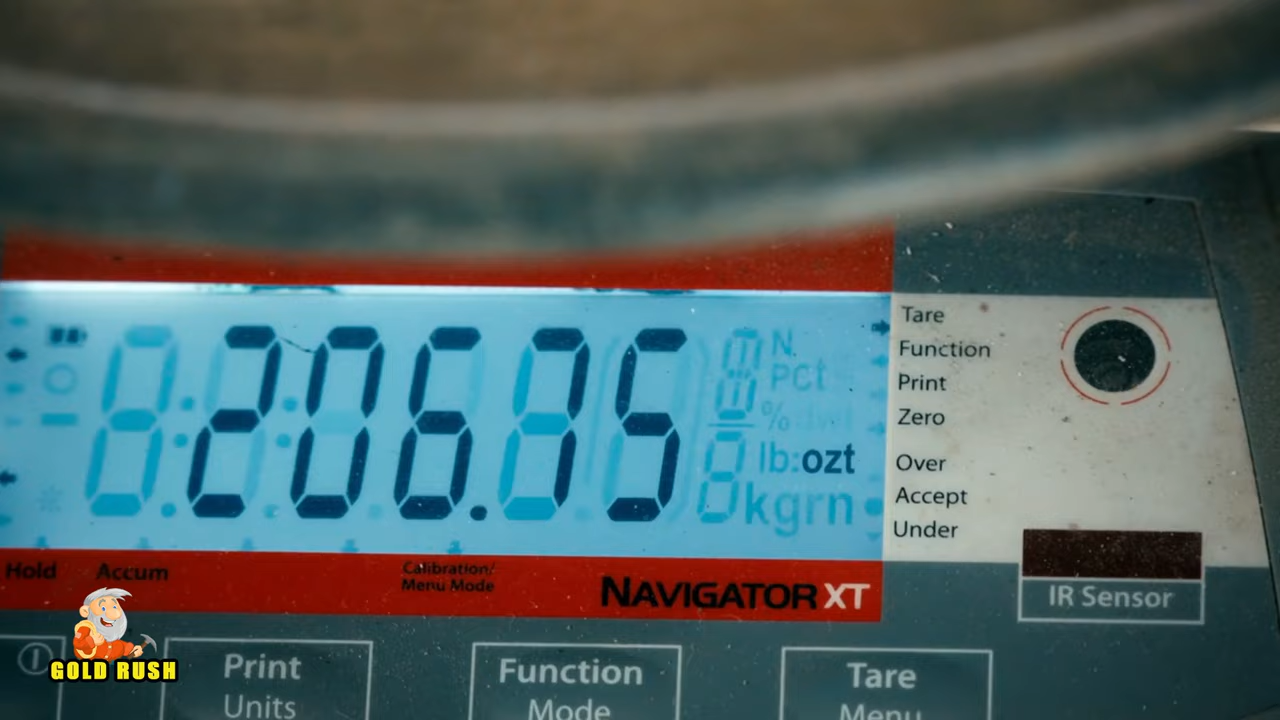 206.75
N.
Pct
%
lb:ozt
kgrn
Tare
Function
Print
Zero
Over
Accept
Under
Hold
Accum
Calibration/
Menu Mode
NAVIGATOR XT
IR Sensor
GOLD RUSH
Print
Units
Function
Mode
Tare
Menu